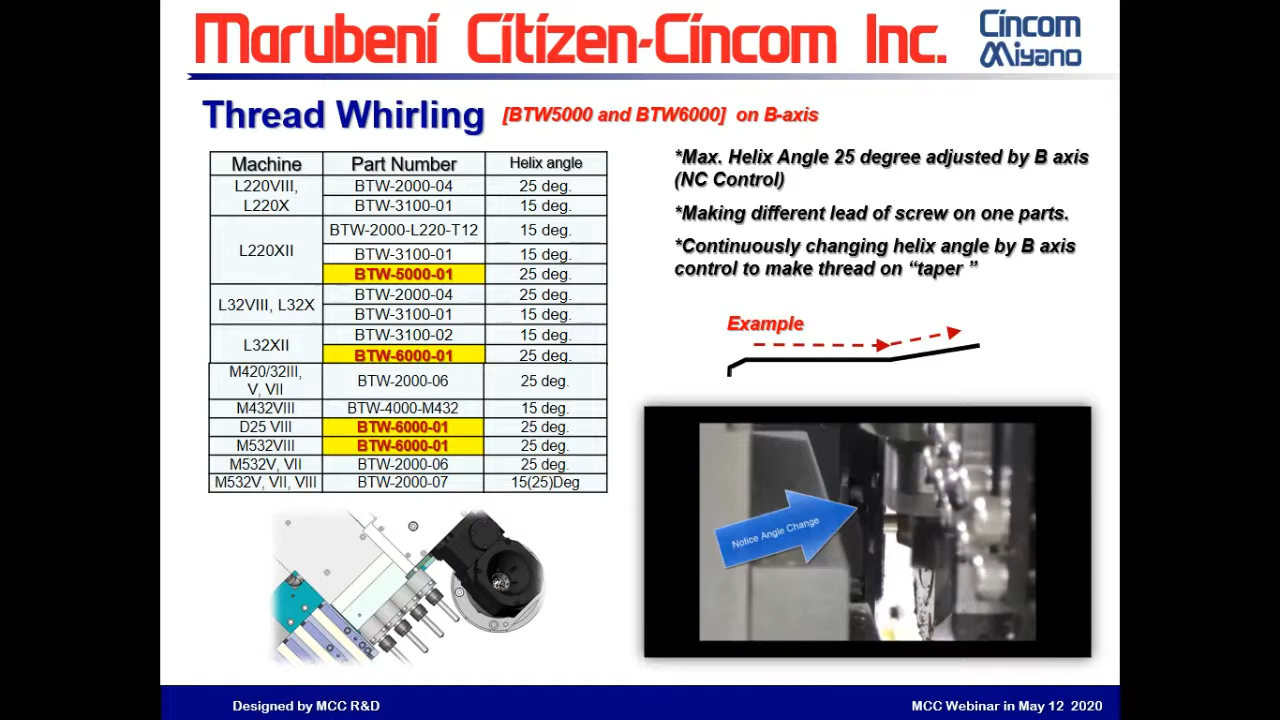 Marubeni Citizen-Cincom Inc.
Cincom
Miyano
Thread Whirling [BTW5000 and BTW6000] on B-axis
Machine Part Number Helix angle
L220VIII, L220X BTW-2000-04 25 deg.
BTW-3100-01 15 deg.
L220XII BTW-2000-L220-T12 15 deg.
BTW-3100-01 15 deg.
BTW-5000-01 25 deg.
L32VIII, L32X BTW-2000-04 25 deg.
BTW-3100-01 15 deg.
L32XII BTW-3100-02 15 deg.
BTW-6000-01 25 deg.
M420/32III, V, VII BTW-2000-06 25 deg.
M432VIII BTW-4000-M432 15 deg.
D25 VIII BTW-6000-01 25 deg.
M532VIII BTW-6000-01 25 deg.
M532V, VII BTW-2000-06 25 deg.
M532V, VII, VIII BTW-2000-07 15(25)Deg
*Max. Helix Angle 25 degree adjusted by B axis
(NC Control)
*Making different lead of screw on one parts.
*Continuously changing helix angle by B axis
control to make thread on “taper ”
Example
Notice Angle Change
Designed by MCC R&D
MCC Webinar in May 12 2020